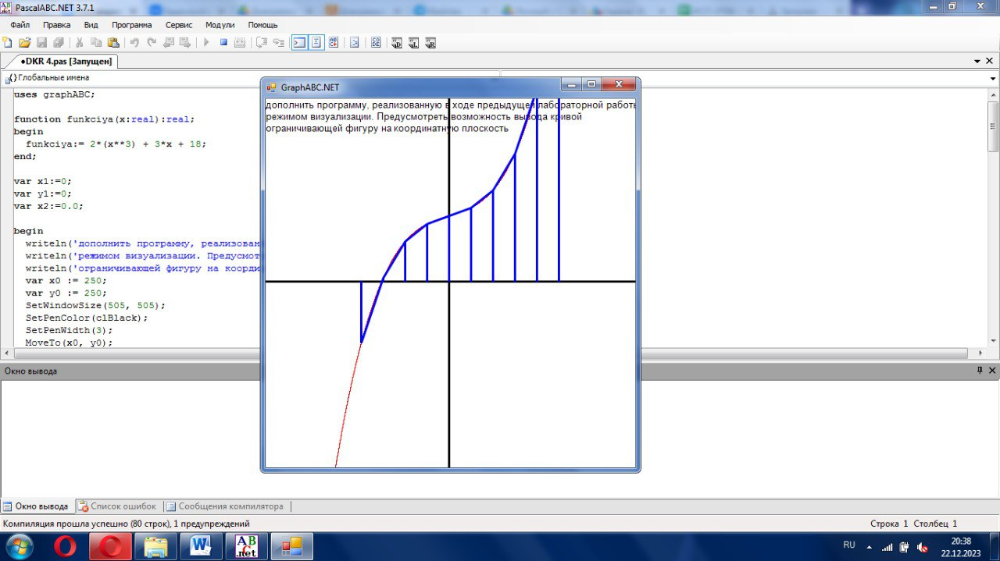 PascalABC.NET 3.7.1
Файл Правка Вид Программа Сервис Модули Помощь
•DKR 4.pas [Запущен]
Глобальные имена
uses graphABC;
function funkciya(x:real):real;
begin
funkciya:= 2*(x**3) + 3*x + 18;
end;
var x1:=0;
var y1:=0;
var x2:=0.0;
begin
writeln('дополнить программу, реализован
writeln('режимом визуализации. Предусмот
writeln('ограничивающей фигуру на коорди
var x0 := 250;
var y0 := 250;
SetWindowSize(505, 505);
SetPenColor(clBlack);
SetPenWidth(3);
MoveTo(x0, y0);
GraphABC.NET
дополнить программу, реализованную в ходе предыдущей лабораторной работы
режимом визуализации. Предусмотреть возможность вывода кривой
ограничивающей фигуру на координатную плоскость
Окно вывода
Окно вывода Список ошибок Сообщения компилятора
Компиляция прошла успешно (80 строк), 1 предупреждений Строка 1 Столбец 1
RU 20:38
22.12.2023